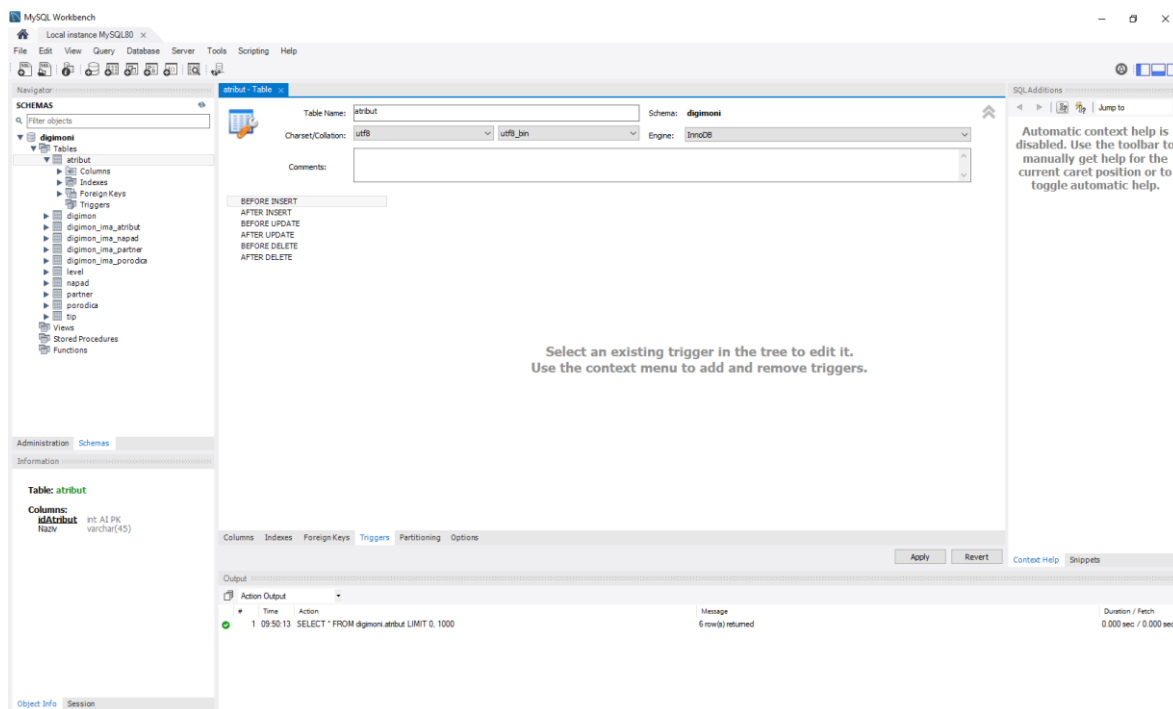 MySQL Workbench
Local instance MySQL80
File Edit View Query Database Server Tools Scripting Help
Navigator
SCHEMAS
Filter objects
digimoni
Tables
atribut
Columns
Indexes
Foreign Keys
Triggers
digimon
digimon_ima_atribut
digimon_ima_napad
digimon_ima_partner
digimon_ima_porodica
level
napad
partner
porodica
tip
Views
Stored Procedures
Functions
Administration Schemas
Information
Table: atribut
Columns:
idAtribut int AI PK
Naziv varchar(45)
Object Info Session
atribut - Table
Table Name: atribut Schema: digimoni
Charset/Collation: utf8 utf8_bin Engine: InnoDB
Comments:
BEFORE INSERT
AFTER INSERT
BEFORE UPDATE
AFTER UPDATE
BEFORE DELETE
AFTER DELETE
Select an existing trigger in the tree to edit it.
Use the context menu to add and remove triggers.
Columns Indexes Foreign Keys Triggers Partitioning Options
Apply Revert
Output
Action Output
# Time Action Message Duration / Fetch
1 09:50:13 SELECT * FROM digimoni.atribut LIMIT 0, 1000 6 row(s) returned 0.000 sec / 0.000 sec
SQLAdditions
Jump to
Automatic context help is
disabled. Use the toolbar to
manually get help for the
current caret position or to
toggle automatic help.
Context Help Snippets